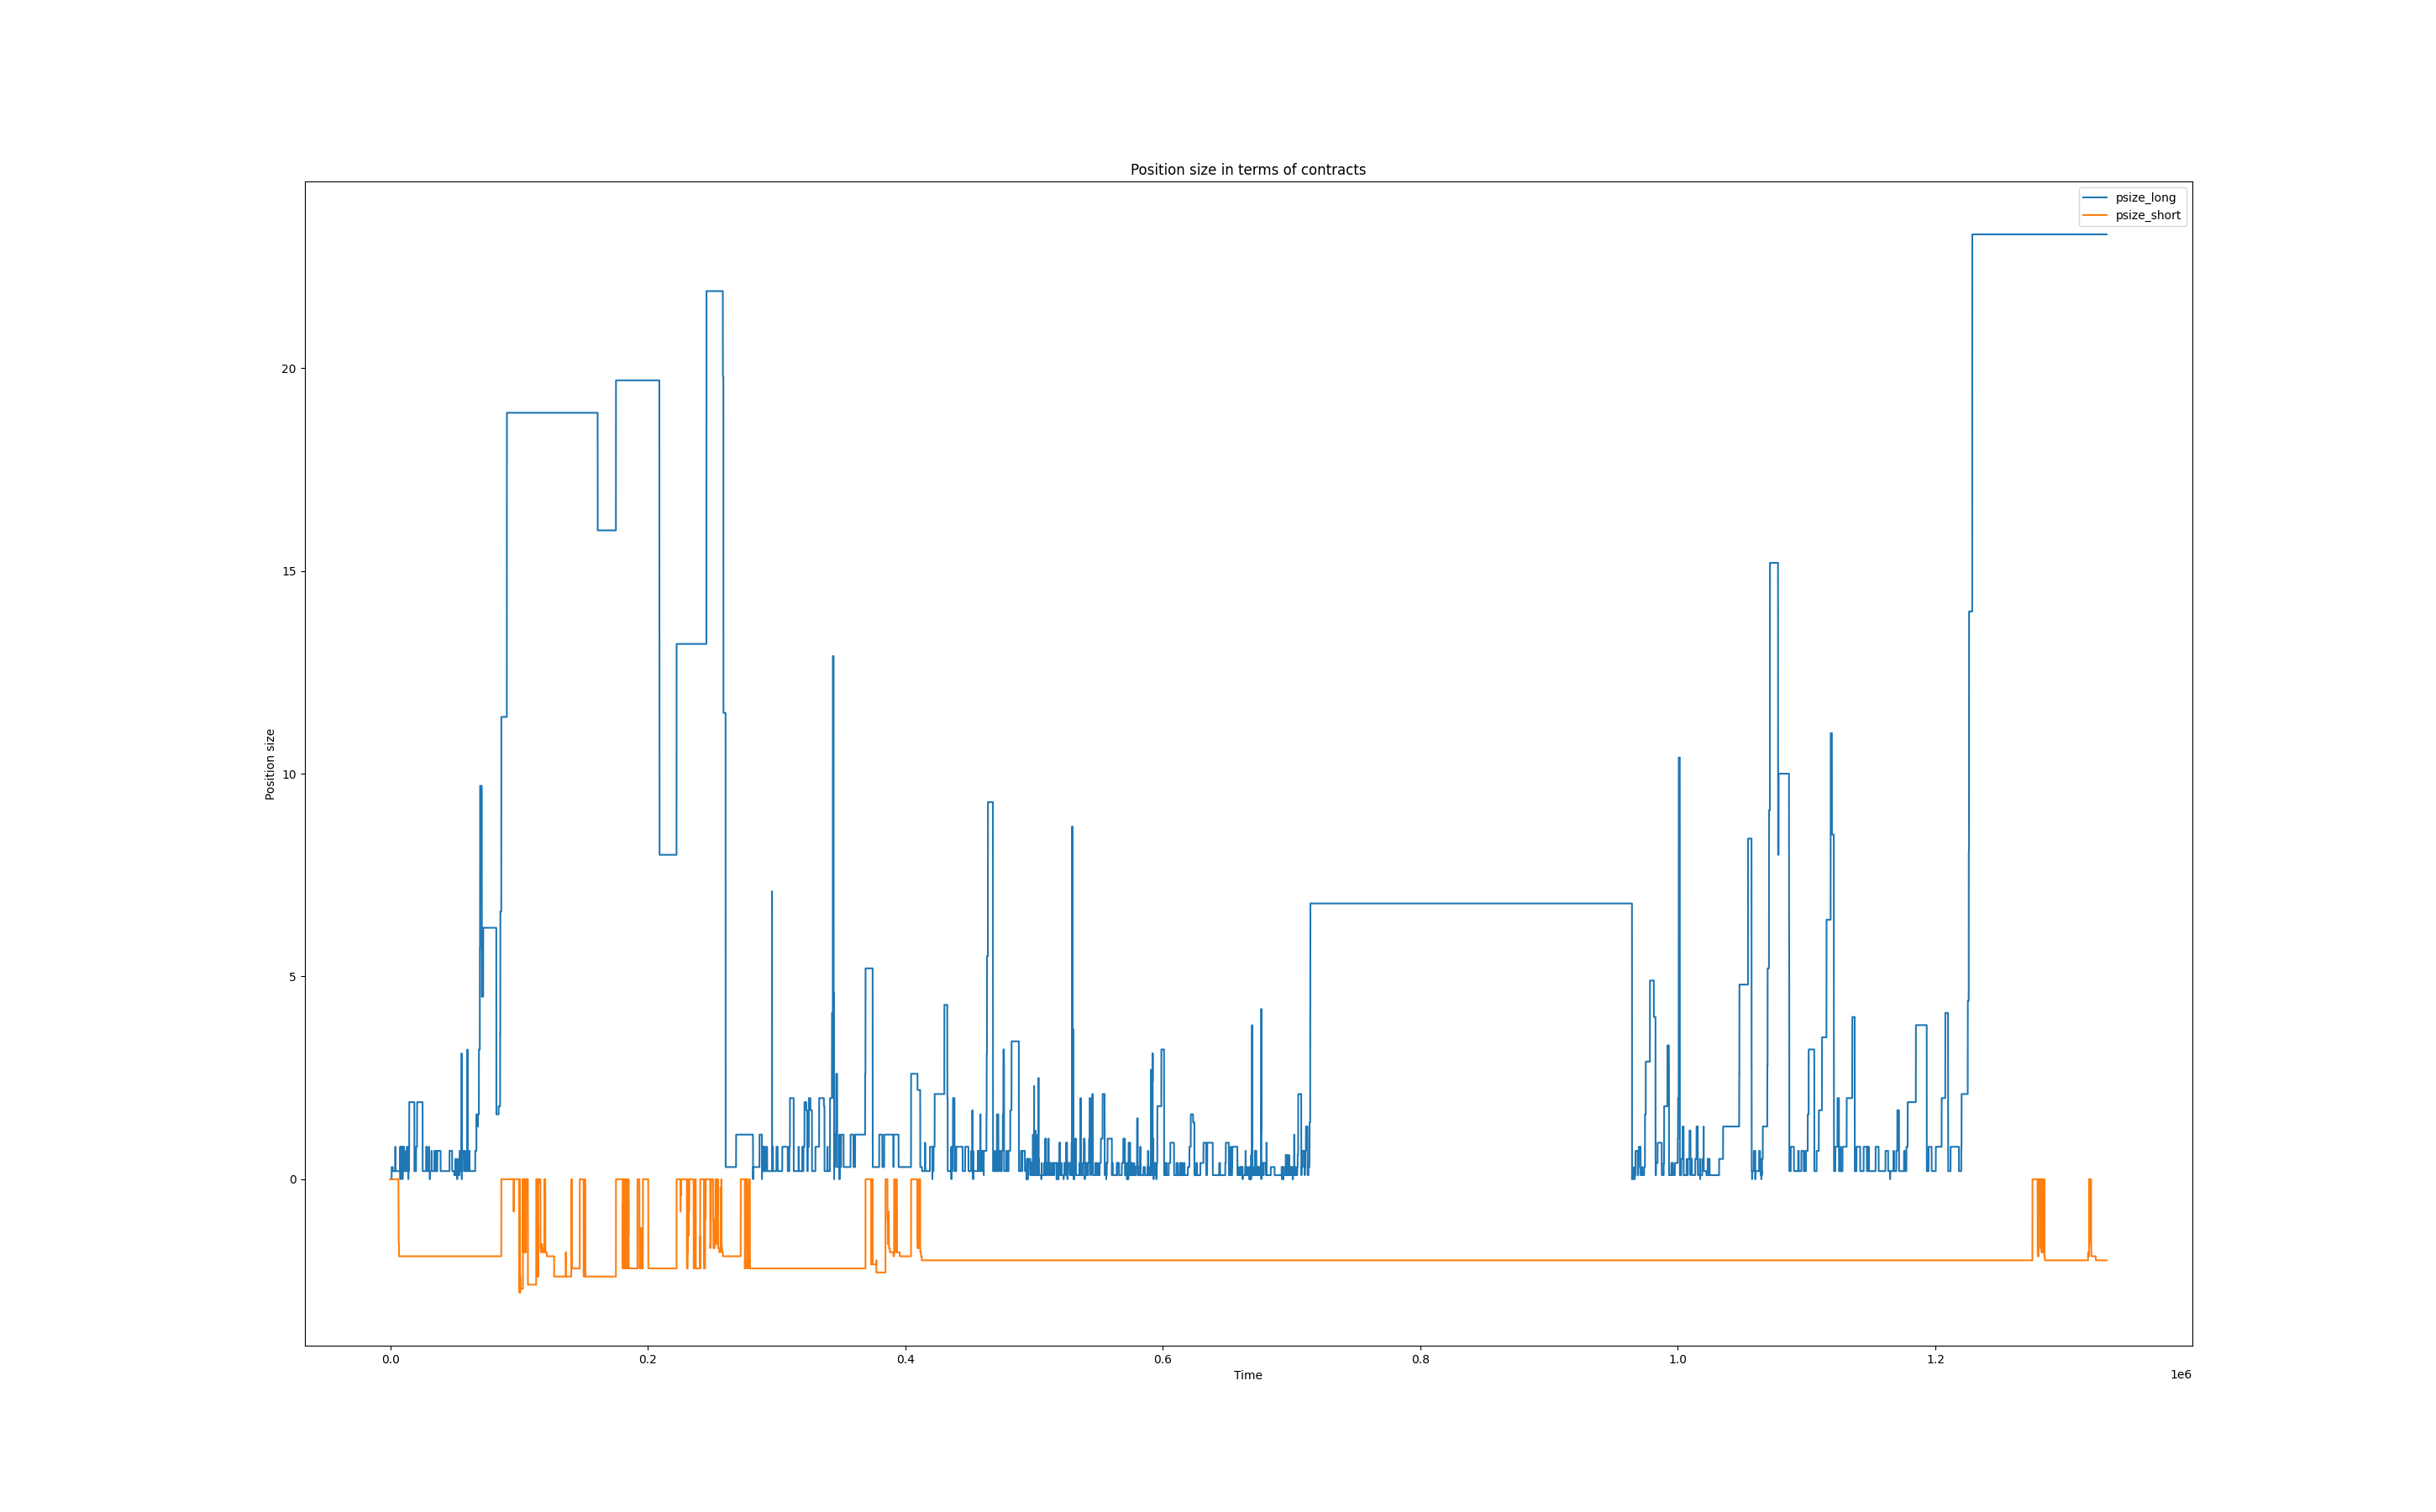 Position size in terms of contracts
psize_long
psize_short
Position size
20
15
10
5
0
0.0 0.2 0.4 0.6 0.8 1.0 1.2
Time
1e6